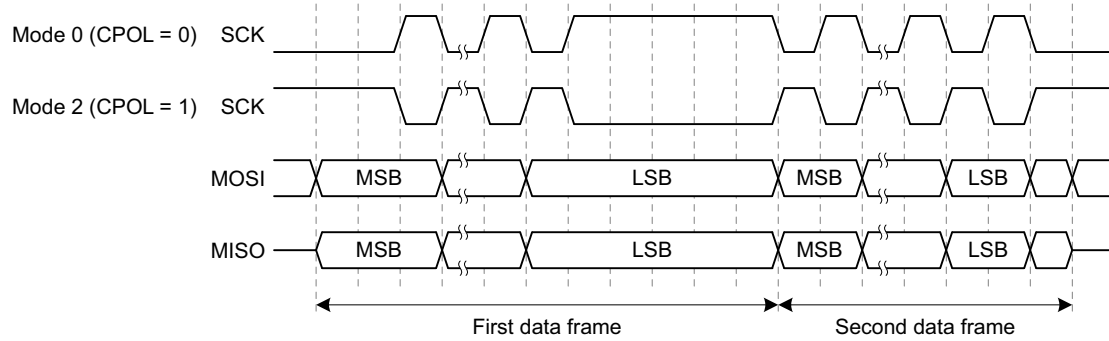 Mode 0 (CPOL = 0) SCK
Mode 2 (CPOL = 1) SCK
MOSI MSB LSB MSB LSB
MISO MSB LSB MSB LSB
First data frame Second data frame